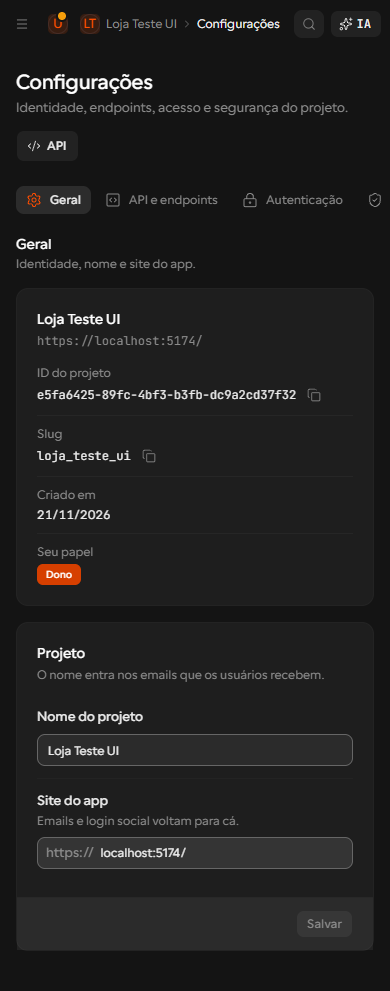 U LT Loja Teste UI > Configurações IA
Configurações
Identidade, endpoints, acesso e segurança do projeto.
</> API
Geral API e endpoints Autenticação
Geral
Identidade, nome e site do app.
Loja Teste UI
https://localhost:5174/
ID do projeto
e5fa6425-89fc-4bf3-b3fb-dc9a2cd37f32
Slug
loja_teste_ui
Criado em
21/11/2026
Seu papel
Dono
Projeto
O nome entra nos emails que os usuários recebem.
Nome do projeto
Loja Teste UI
Site do app
Emails e login social voltam para cá.
https:// localhost:5174/
Salvar